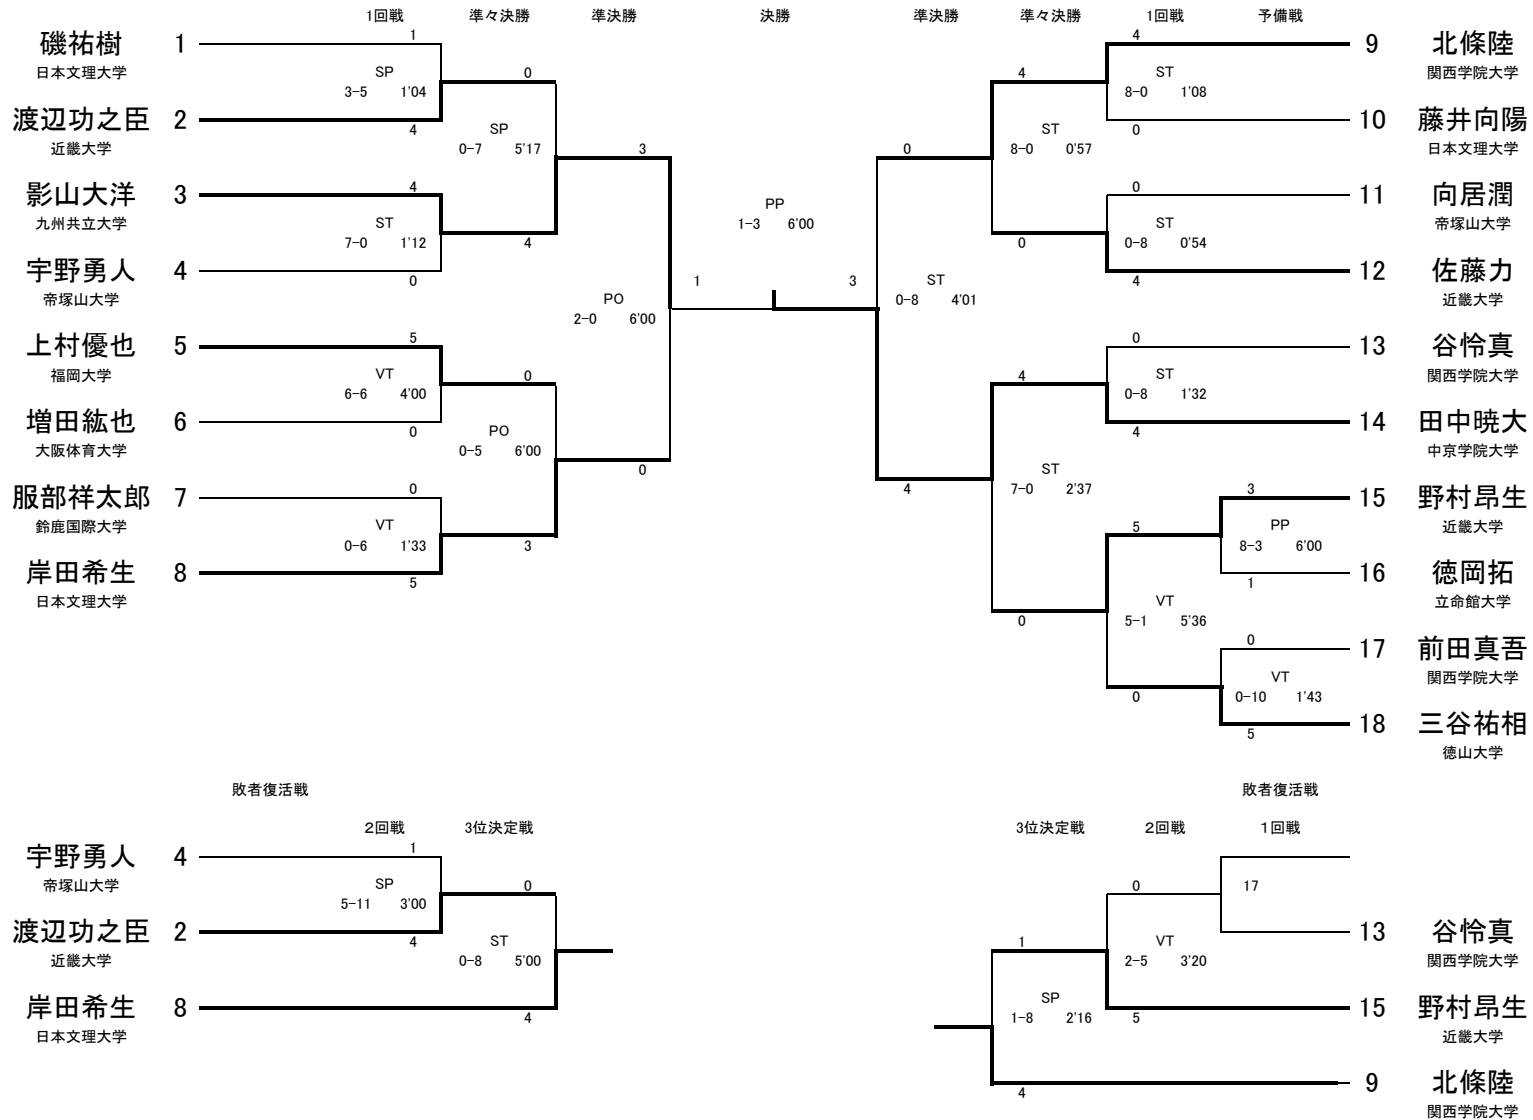 1回戦 準々決勝 準決勝 決勝 準決勝 準々決勝 1回戦 予備戦
磯祐樹 1 1 4 9 北條陸
日本文理大学 SP 0 4 ST 関西学院大学
3-5 1'04 8-0 1'08
渡辺功之臣 2 4 0 10 藤井向陽
近畿大学 SP ST 日本文理大学
0-7 5'17 3 0 8-0 0'57
影山大洋 3 4 0 11 向居潤
九州共立大学 ST PP ST 帝塚山大学
7-0 1'12 4 1-3 6'00 0 0-8 0'54
宇野勇人 4 0 1 3 ST 4 12 佐藤力
帝塚山大学 PO 0-8 4'01 近畿大学
2-0 6'00
上村優也 5 5 0 13 谷怜真
福岡大学 VT 0 4 ST 関西学院大学
6-6 4'00 0-8 1'32
増田紘也 6 0 4 14 田中暁大
大阪体育大学 PO ST 中京学院大学
0-5 6'00 0 4 7-0 2'37
服部祥太郎 7 0 3 15 野村昂生
鈴鹿国際大学 VT 5 PP 近畿大学
0-6 1'33 3 8-3 6'00
岸田希生 8 5 1 16 徳岡拓
日本文理大学 VT 立命館大学
0 5-1 5'36
0 17 前田真吾
VT 関西学院大学
0 0-10 1'43
5 18 三谷祐相
徳山大学
敗者復活戦 敗者復活戦
2回戦 3位決定戦 3位決定戦 2回戦 1回戦
宇野勇人 4 1
帝塚山大学 SP 0 0 17
5-11 3'00
渡辺功之臣 2 4 13 谷怜真
近畿大学 ST 1 VT 関西学院大学
0-8 5'00 2-5 3'20
岸田希生 8 4 SP 5 15 野村昂生
日本文理大学 1-8 2'16 近畿大学
4 9 北條陸
関西学院大学